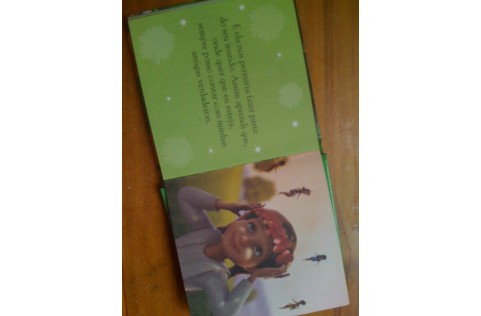 E ela nos permitiu fazer parte
do seu mundo. Assim aprendi que,
onde quer que eu esteja,
sempre posso contar com minhas
amigas verdadeiras.